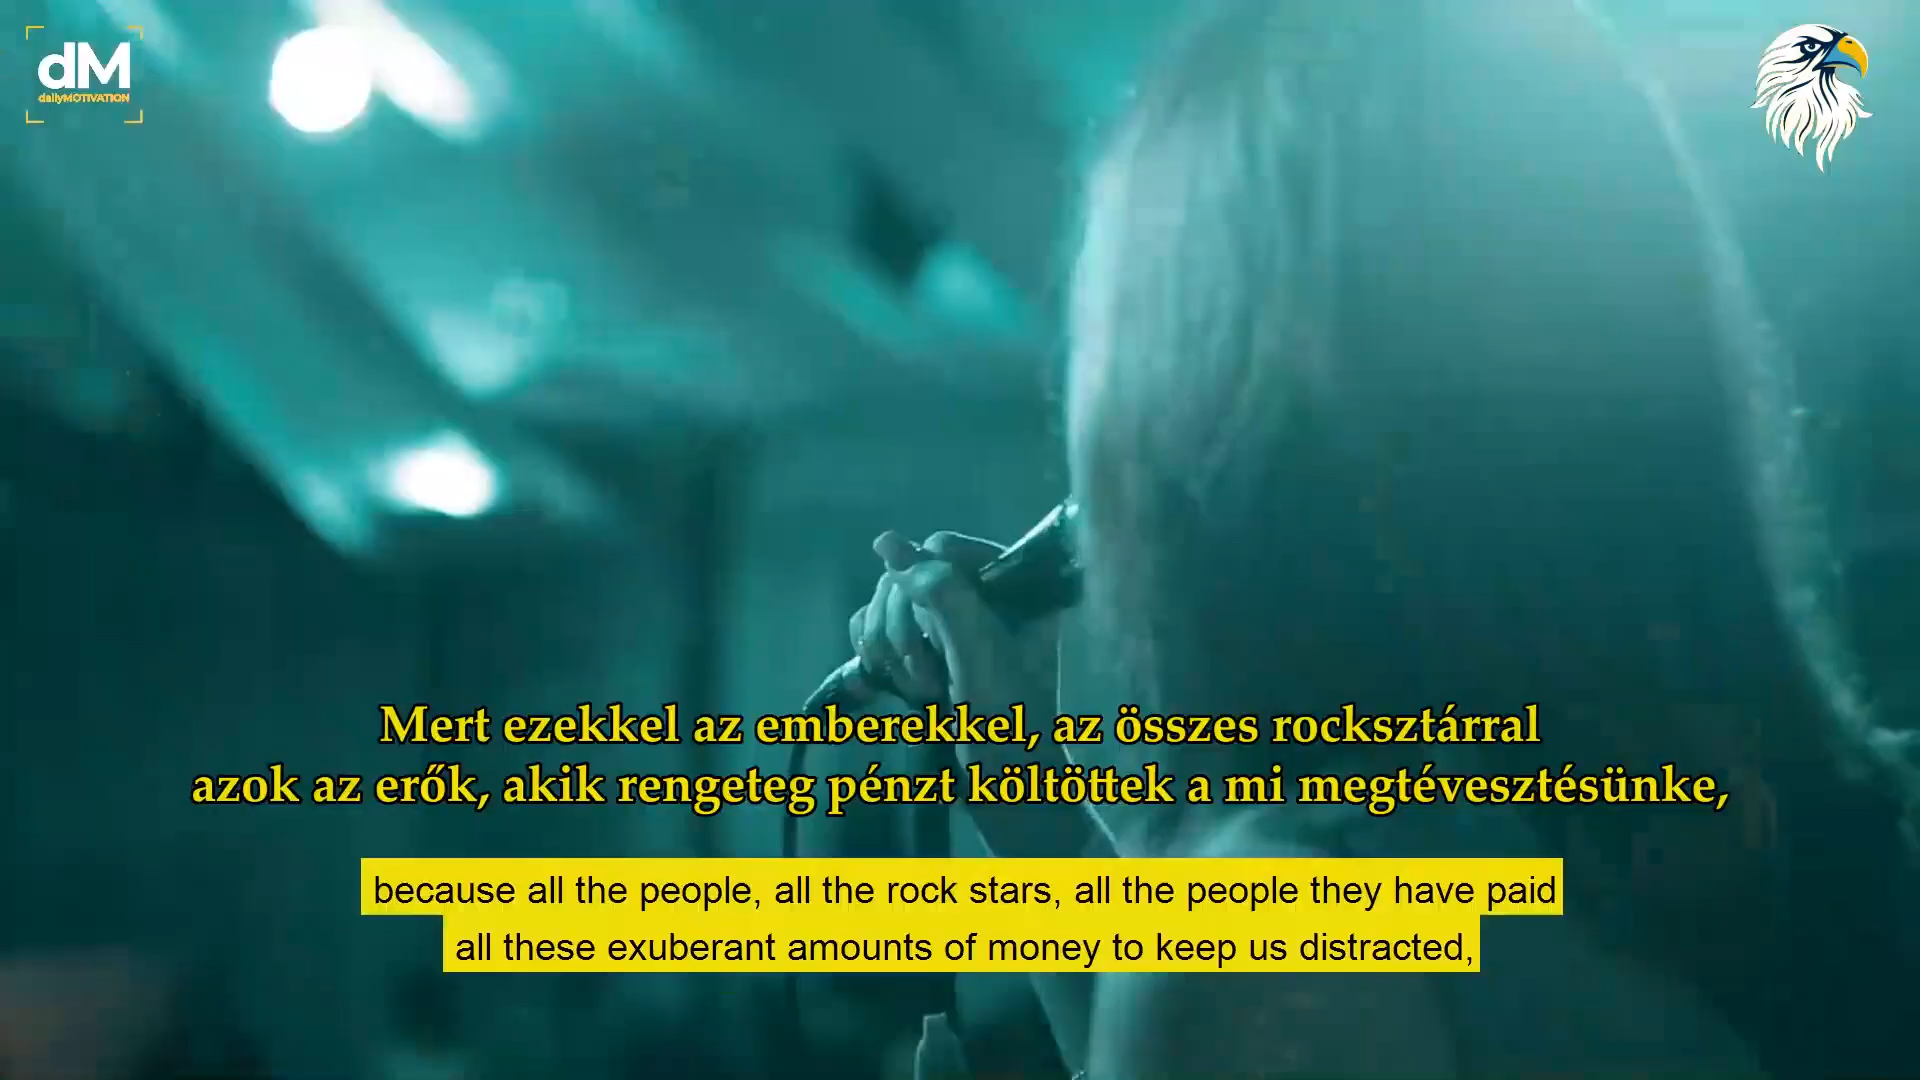 dM
dailyMOTIVATION
Mert ezekkel az emberekkel, az összes rocksztárral
azok az erők, akik rengeteg pénzt költöttek a mi megtévesztésünke,
because all the people, all the rock stars, all the people they have paid
all these exuberant amounts of money to keep us distracted,